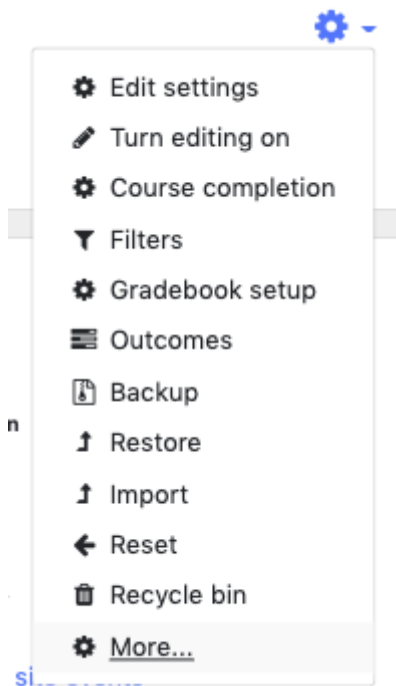 Edit settings
Turn editing on
Course completion
Filters
Gradebook setup
Outcomes
Backup
n
Restore
Import
Reset
Recycle bin
More...